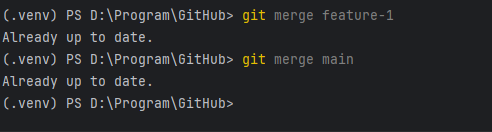 (.venv) PS D:\Program\GitHub> git merge feature-1
Already up to date.
(.venv) PS D:\Program\GitHub> git merge main
Already up to date.
(.venv) PS D:\Program\GitHub>